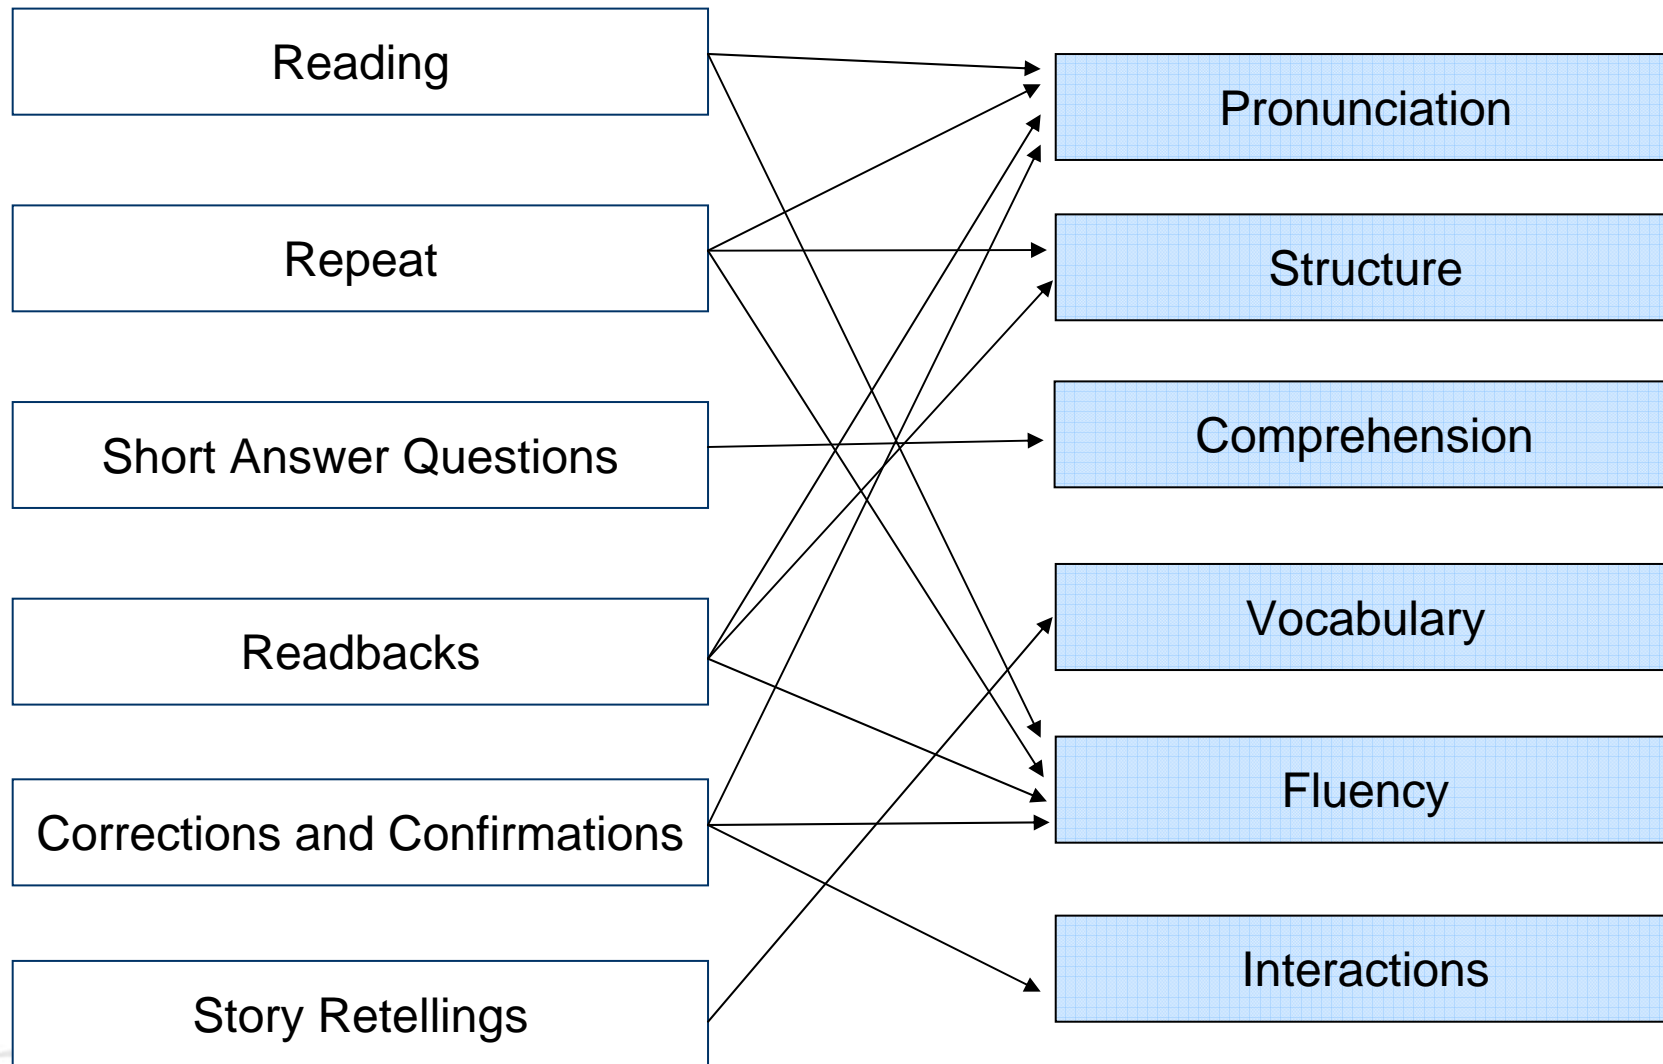 Reading
Repeat
Short Answer Questions
Readbacks
Corrections and Confirmations
Story Retellings
Pronunciation
Structure
Comprehension
Vocabulary
Fluency
Interactions